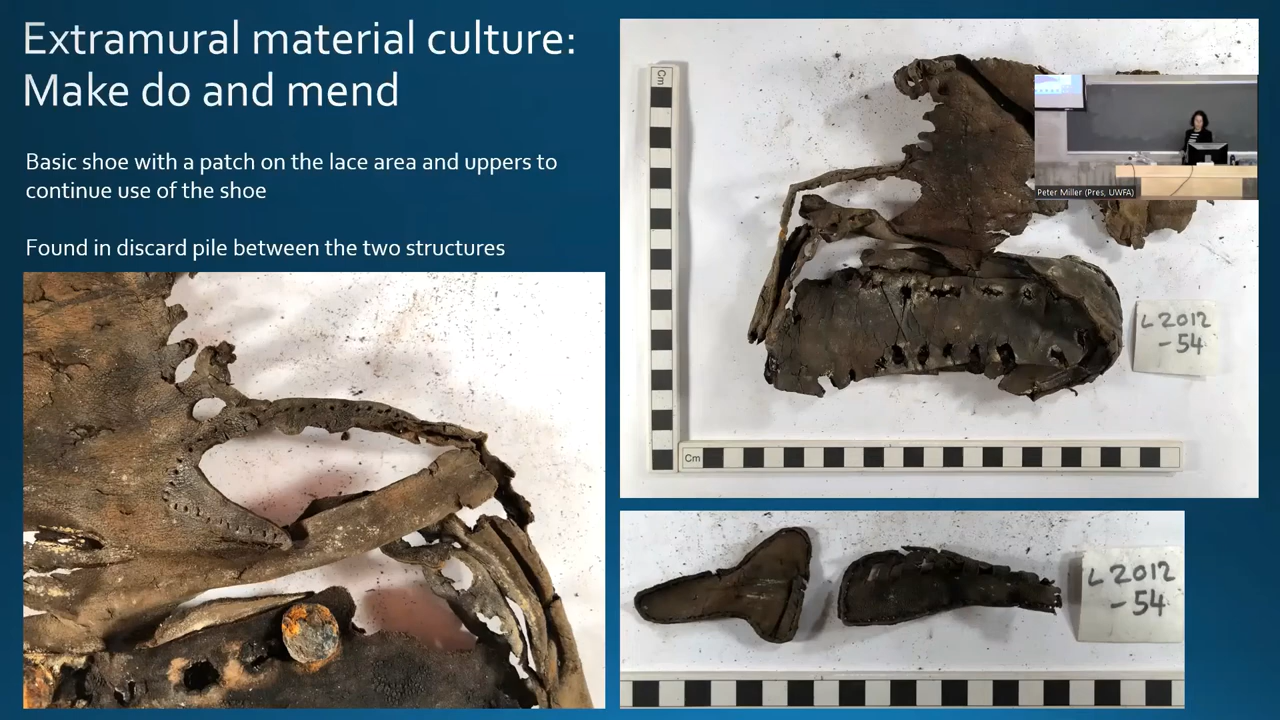 Extramural material culture:
Make do and mend
Basic shoe with a patch on the lace area and uppers to
continue use of the shoe
Found in discard pile between the two structures
Cm
Peter Miller (Pres, UWFA)
L 2012
-54
Cm
L 2012
-54